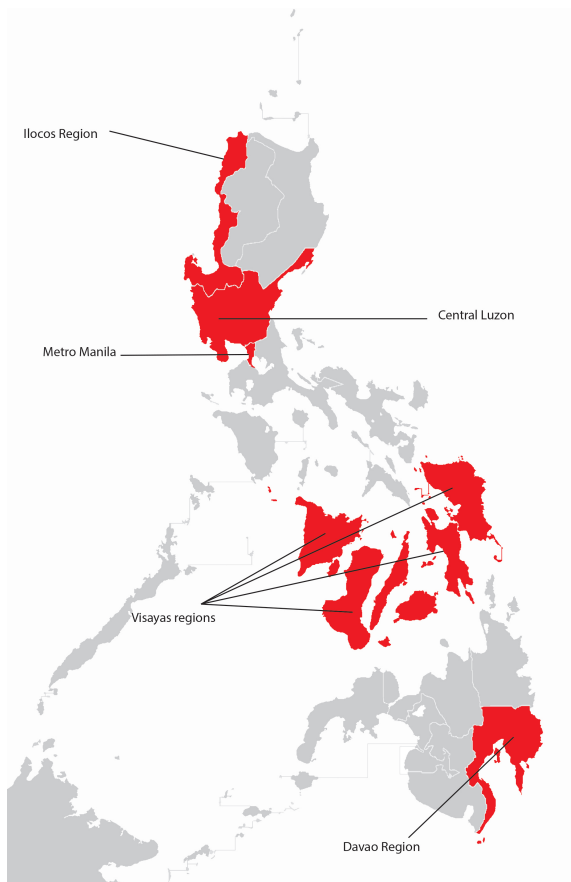 Ilocos Region
Central Luzon
Metro Manila
Visayas regions
Davao Region